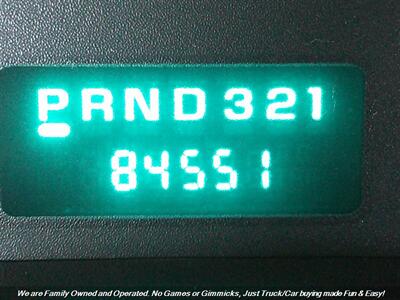 PRND321
84551
We are Family Owned and Operated. No Games or Gimmicks, Just Truck/Car buying made Fun & Easy!